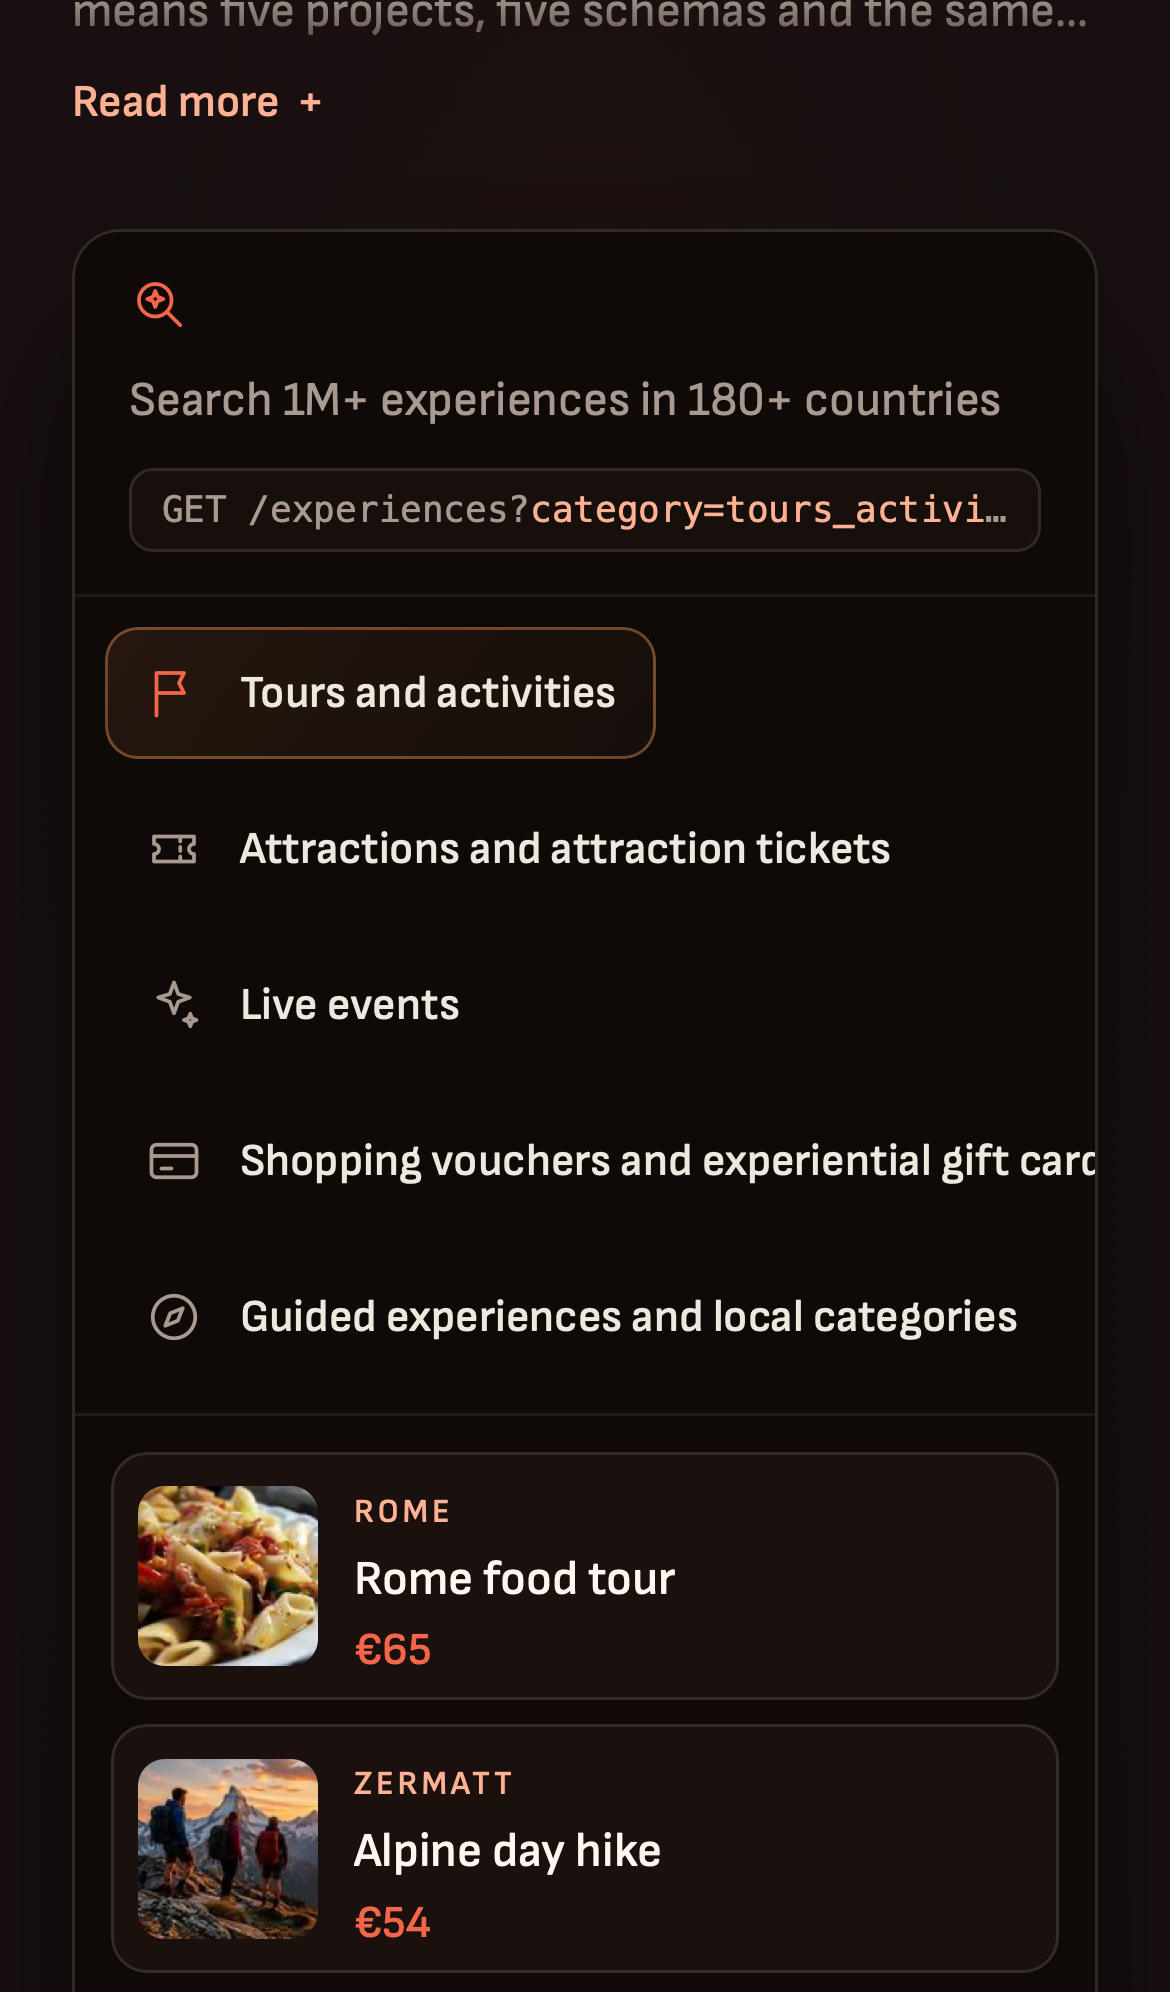 means five projects, five schemas and the same...
Read more +
Search 1M+ experiences in 180+ countries
GET /experiences?category=tours_activi...
Tours and activities
Attractions and attraction tickets
Live events
Shopping vouchers and experiential gift card
Guided experiences and local categories
ROME
Rome food tour
€65
ZERMATT
Alpine day hike
€54